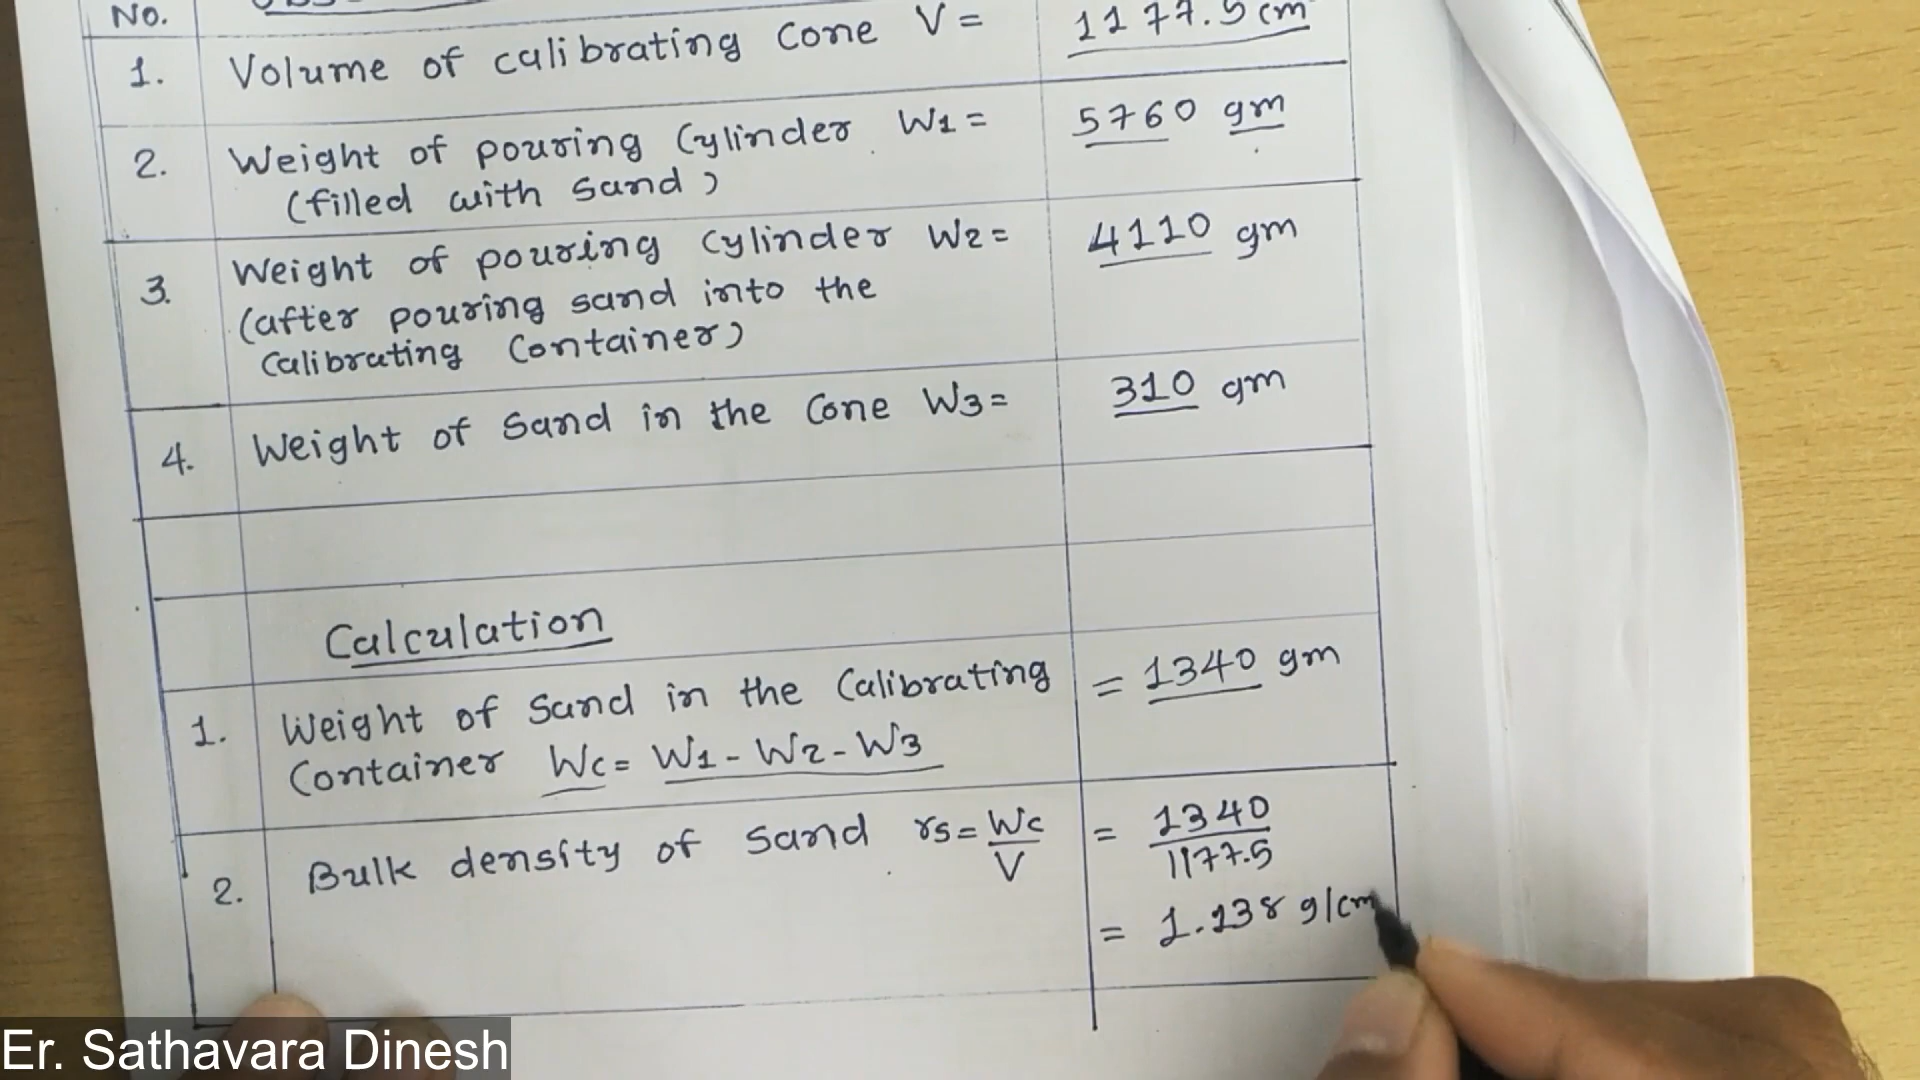 No.
1. Volume of calibrating Cone V = 1177.5 cm
2. Weight of pouring Cylinder W1 = 5760 gm
(filled with sand)
3. Weight of pouring Cylinder W2 = 4110 gm
(after pouring sand into the
Calibrating Container)
4. Weight of Sand in the Cone W3 = 310 gm
Calculation
1. Weight of Sand in the Calibrating = 1340 gm
Container Wc = W1 - W2 - W3
2. Bulk density of Sand rs = Wc/V = 1340/1177.5
= 1.138 g/cm
Er. Sathavara Dinesh